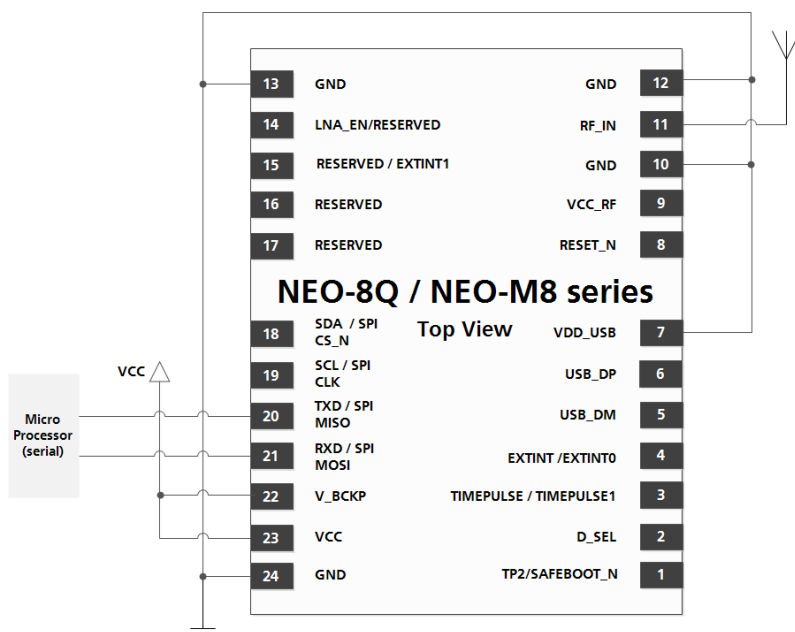 13 GND GND 12
14 LNA_EN/RESERVED RF_IN 11
15 RESERVED / EXTINT1 GND 10
16 RESERVED VCC_RF 9
17 RESERVED RESET_N 8
NEO-8Q / NEO-M8 series
Top View
18 SDA / SPI
CS_N
VDD_USB 7
VCC
19 SCL / SPI
CLK
USB_DP 6
Micro
Processor
(serial)
20 TXD / SPI
MISO
USB_DM 5
21 RXD / SPI
MOSI
EXTINT /EXTINT0 4
22 V_BCKP TIMEPULSE / TIMEPULSE1 3
23 VCC D_SEL 2
24 GND TP2/SAFEBOOT_N 1